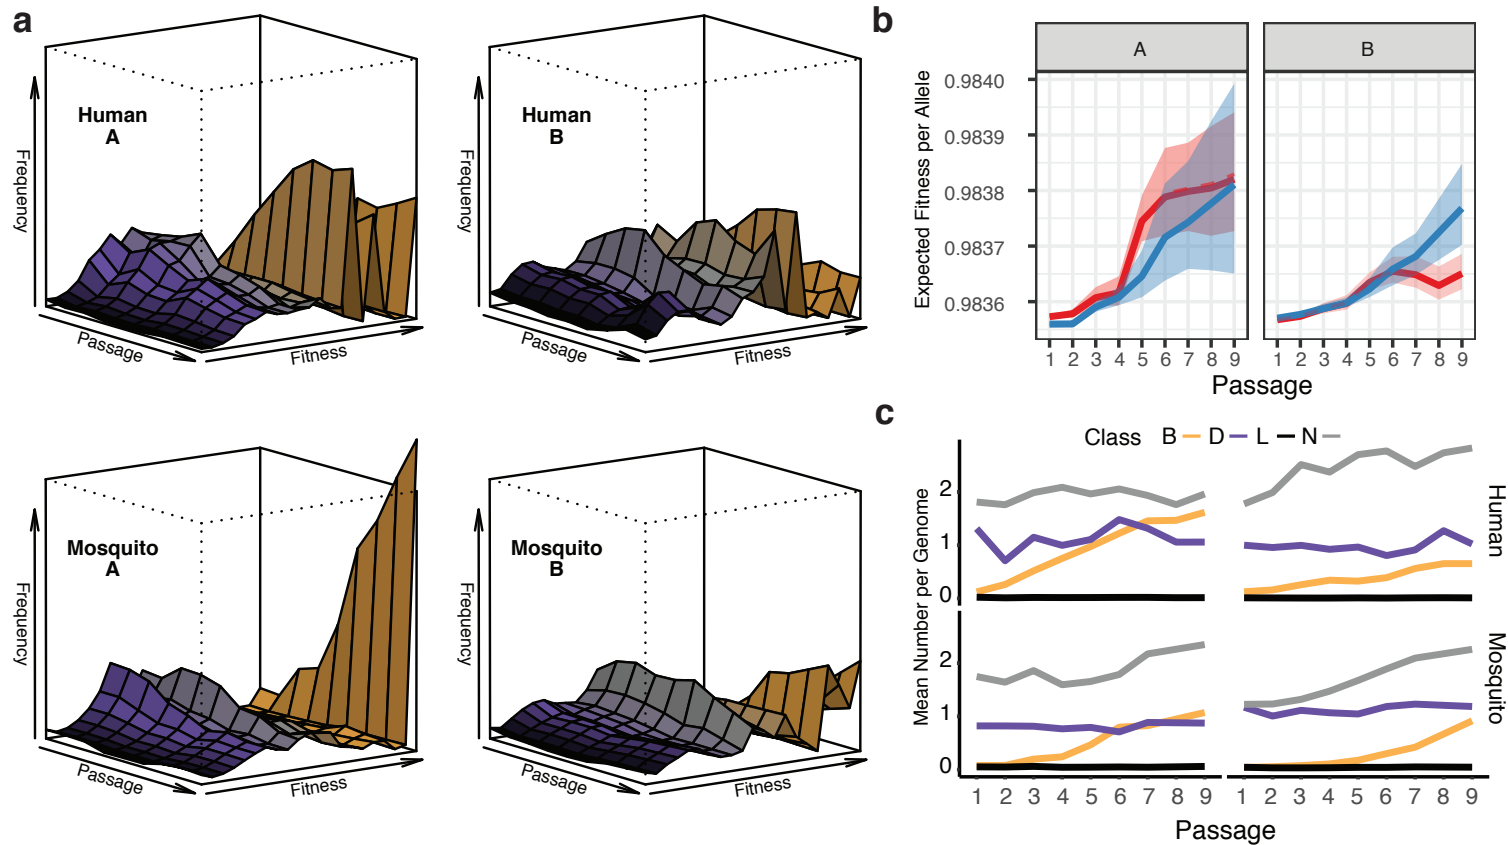 a
Human
A
Frequency
Passage
Fitness
Human
B
Frequency
Passage
Fitness
Mosquito
A
Frequency
Passage
Fitness
Mosquito
B
Frequency
Passage
Fitness
b
A
B
Expected Fitness per Allele
0.9840
0.9839
0.9838
0.9837
0.9836
1 2 3 4 5 6 7 8 9
1 2 3 4 5 6 7 8 9
Passage
c
Class B D L N
Mean Number per Genome
2
1
0
Human
2
1
0
Mosquito
1 2 3 4 5 6 7 8 9
1 2 3 4 5 6 7 8 9
Passage